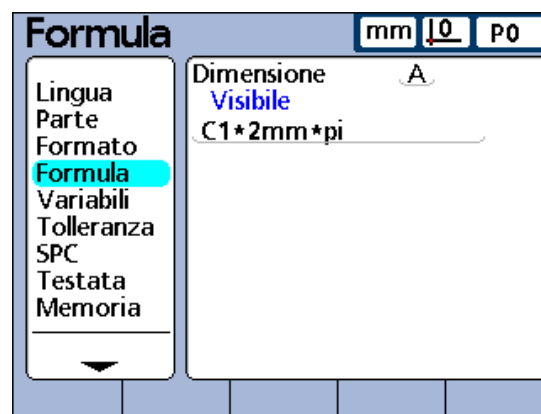 Formula
mm 0 P0
Lingua
Parte
Formato
Formula
Variabili
Tolleranza
SPC
Testata
Memoria
Dimensione A
Visibile
C1*2mm*pi